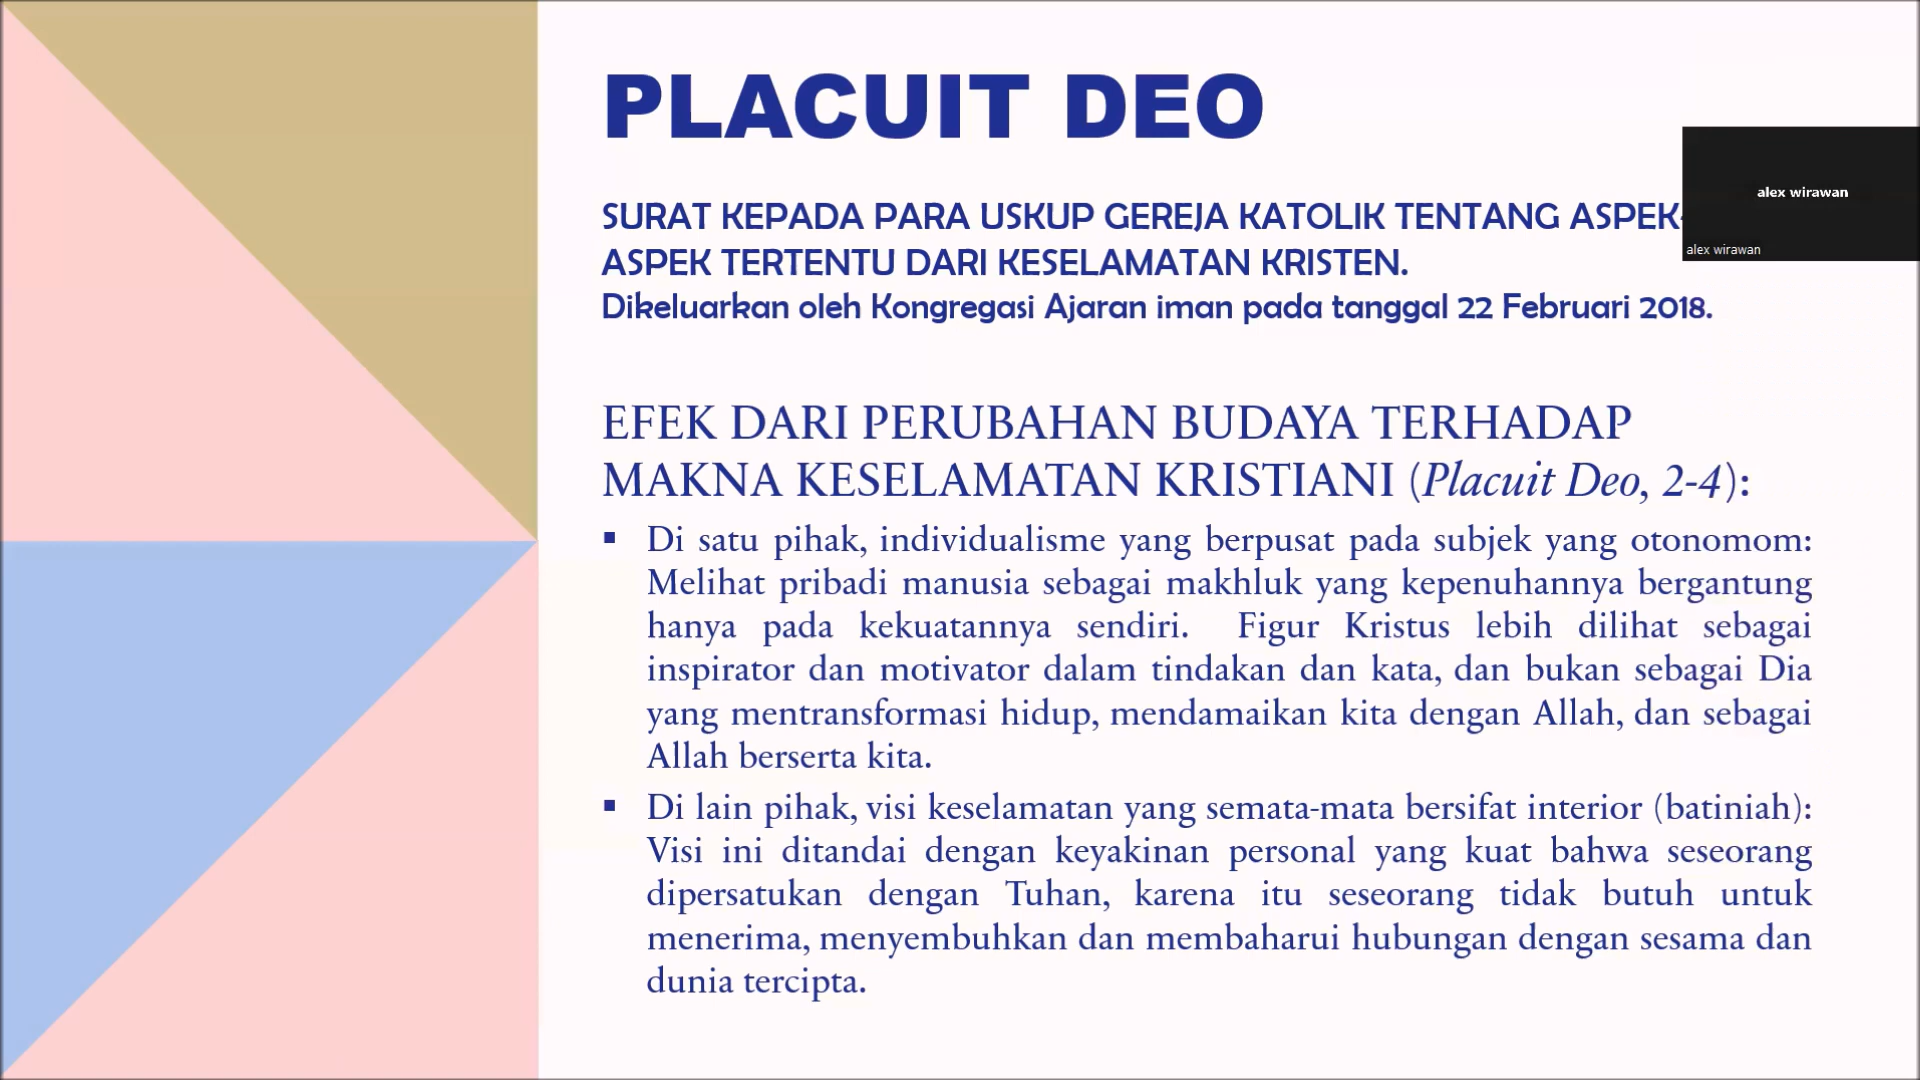 PLACUIT DEO
SURAT KEPADA PARA USKUP GEREJA KATOLIK TENTANG ASPEK-
ASPEK TERTENTU DARI KESELAMATAN KRISTEN.
Dikeluarkan oleh Kongregasi Ajaran iman pada tanggal 22 Februari 2018.
alex wirawan
alex wirawan
EFEK DARI PERUBAHAN BUDAYA TERHADAP
MAKNA KESELAMATAN KRISTIANI (Placuit Deo, 2-4):
▪ Di satu pihak, individualisme yang berpusat pada subjek yang otonomom:
Melihat pribadi manusia sebagai makhluk yang kepenuhannya bergantung
hanya pada kekuatannya sendiri. Figur Kristus lebih dilihat sebagai
inspirator dan motivator dalam tindakan dan kata, dan bukan sebagai Dia
yang mentransformasi hidup, mendamaikan kita dengan Allah, dan sebagai
Allah berserta kita.
▪ Di lain pihak, visi keselamatan yang semata-mata bersifat interior (batiniah):
Visi ini ditandai dengan keyakinan personal yang kuat bahwa seseorang
dipersatukan dengan Tuhan, karena itu seseorang tidak butuh untuk
menerima, menyembuhkan dan membaharui hubungan dengan sesama dan
dunia tercipta.